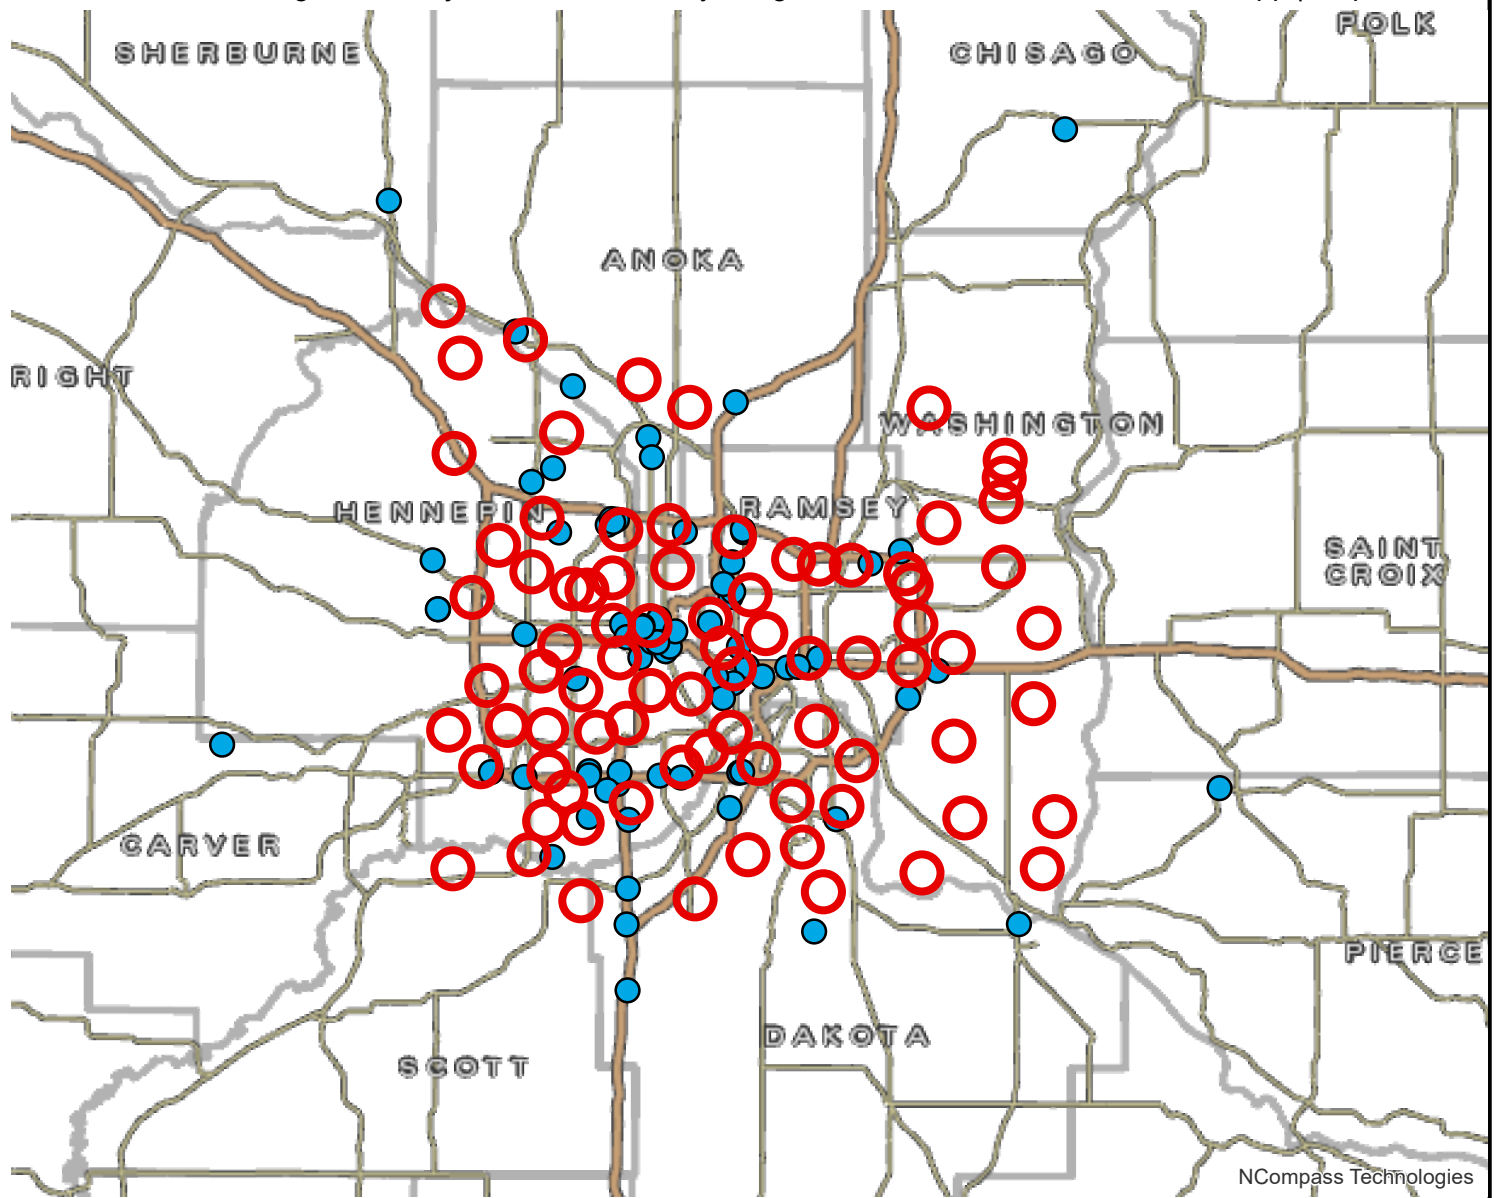 POLK
SHERBURNE
CHISAGO
ANOKA
RIGHT
WASHINGTON
HENNEPIN
RAMSEY
SAINT
CROIX
CARVER
PIERCE
DAKOTA
SCOTT
NCompass Technologies